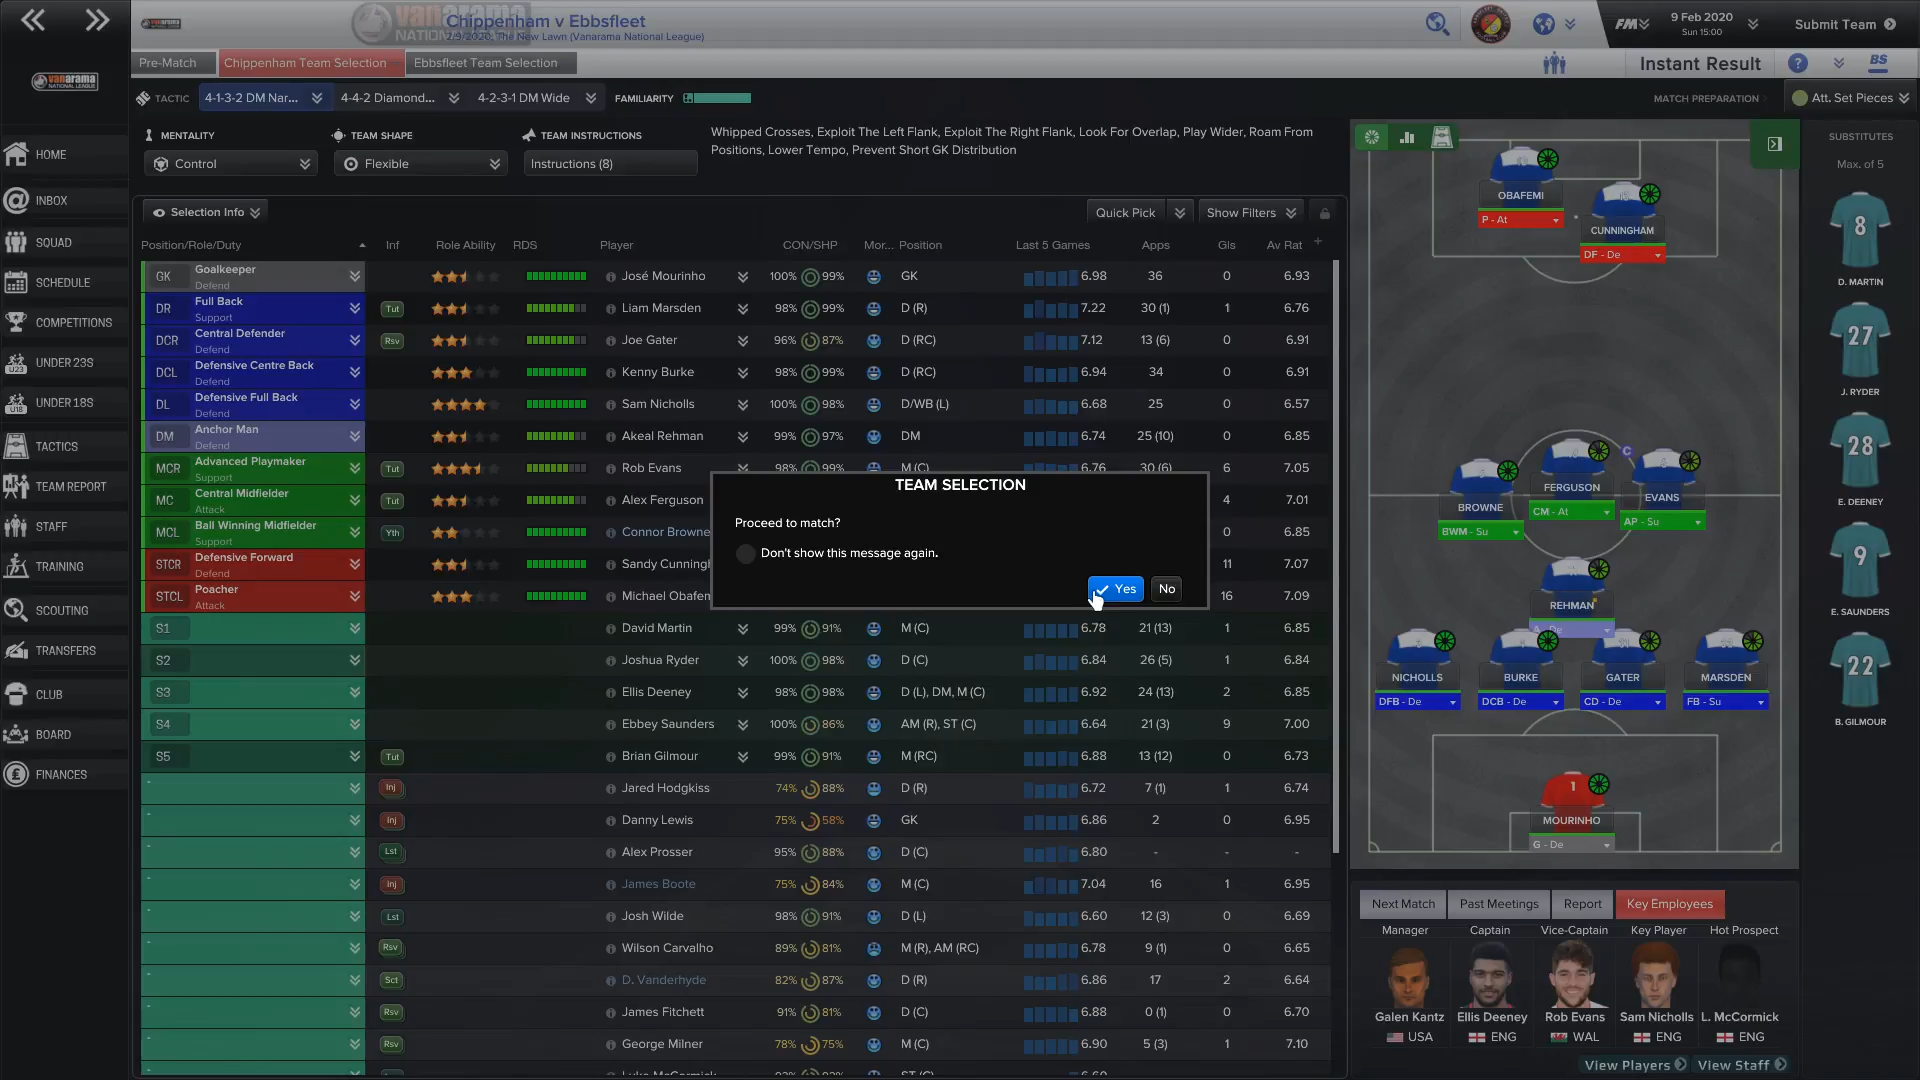 Chippenham v Ebbsfleet
2/9/2020, The New Lawn (Vanarama National League)
9 Feb 2020
Sun 15:00
Submit Team
Pre-Match
Chippenham Team Selection
Ebbsfleet Team Selection
Instant Result
TACTIC
4-1-3-2 DM Nar...
4-4-2 Diamond...
4-2-3-1 DM Wide
FAMILIARITY
MATCH PREPARATION
Att. Set Pieces
MENTALITY
TEAM SHAPE
TEAM INSTRUCTIONS
Control
Flexible
Instructions (8)
Whipped Crosses, Exploit The Left Flank, Exploit The Right Flank, Look For Overlap, Play Wider, Roam From
Positions, Lower Tempo, Prevent Short GK Distribution
HOME
INBOX
SQUAD
SCHEDULE
COMPETITIONS
UNDER 23S
UNDER 18S
TACTICS
TEAM REPORT
STAFF
TRAINING
SCOUTING
TRANSFERS
CLUB
BOARD
FINANCES
Selection Info
Quick Pick
Show Filters
Position/Role/Duty Inf Role Ability RDS Player CON/SHP Mor... Position Last 5 Games Apps Gls Av Rat
GK Goalkeeper Defend José Mourinho 100% 99% GK 6.98 36 0 6.93
DR Full Back Support Tut Liam Marsden 98% 99% D (R) 7.22 30 (1) 1 6.76
DCR Central Defender Defend Rsv Joe Gater 96% 87% D (RC) 7.12 13 (6) 0 6.91
DCL Defensive Centre Back Defend Kenny Burke 98% 99% D (RC) 6.94 34 0 6.91
DL Defensive Full Back Defend Sam Nicholls 100% 98% D/WB (L) 6.68 25 0 6.57
DM Anchor Man Defend Akeal Rehman 99% 97% DM 6.74 25 (10) 0 6.85
MCR Advanced Playmaker Support Tut Rob Evans 98% 99% M (C) 6.76 30 (6) 6 7.05
MC Central Midfielder Attack Tut Alex Ferguson 4 7.01
MCL Ball Winning Midfielder Support Yth Connor Browne 0 6.85
STCR Defensive Forward Defend Sandy Cunningh 11 7.07
STCL Poacher Attack Michael Obafen 16 7.09
S1 David Martin 99% 91% M (C) 6.78 21 (13) 1 6.85
S2 Joshua Ryder 100% 98% D (C) 6.84 26 (5) 1 6.84
S3 Ellis Deeney 98% 98% D (L), DM, M (C) 6.92 24 (13) 2 6.85
S4 Ebbey Saunders 100% 86% AM (R), ST (C) 6.64 21 (3) 9 7.00
S5 Tut Brian Gilmour 99% 91% M (RC) 6.88 13 (12) 0 6.73
- Inj Jared Hodgkiss 74% 88% D (R) 6.72 7 (1) 1 6.74
- Inj Danny Lewis 75% 58% GK 6.86 2 0 6.95
- Lst Alex Prosser 95% 88% D (C) 6.80 - - -
- Inj James Boote 75% 84% M (C) 7.04 16 1 6.95
- Lst Josh Wilde 98% 91% D (L) 6.60 12 (3) 0 6.69
- Rsv Wilson Carvalho 89% 81% M (R), AM (RC) 6.78 9 (1) 0 6.65
- Sct D. Vanderhyde 82% 87% D (R) 6.86 17 2 6.64
- Rsv James Fitchett 91% 81% D (C) 6.88 0 (1) 0 6.70
- Rsv George Milner 78% 75% M (C) 6.90 5 (3) 1 7.10
TEAM SELECTION
Proceed to match?
Don't show this message again.
Yes
No
OBAFEMI
P - At
CUNNINGHAM
DF - De
C
FERGUSON
CM - At
BROWNE
BWM - Su
EVANS
AP - Su
REHMAN
NICHOLLS BURKE GATER MARSDEN
DFB - De DCB - De CD - De FB - Su
1
MOURINHO
G - De
SUBSTITUTES
Max. of 5
8
D. MARTIN
27
J. RYDER
28
E. DEENEY
9
E. SAUNDERS
22
B. GILMOUR
Next Match
Past Meetings
Report
Key Employees
Manager Captain Vice-Captain Key Player Hot Prospect
Galen Kantz Ellis Deeney Rob Evans Sam Nicholls L. McCormick
USA ENG WAL ENG ENG
View Players
View Staff